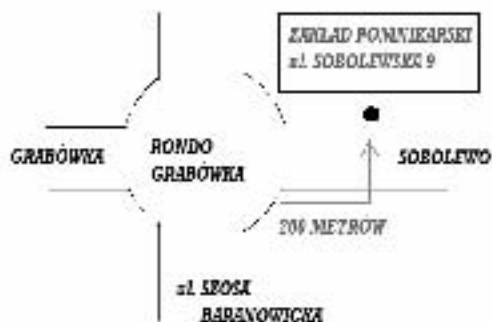 ZAKŁAD POMNIKARSKI
ul. SOBOLEWSKA 9
GRABÓWKA
RONDO
GRABÓWKA
SOBOLEWO
200 METRÓW
ul. SZOSA
BARANOWICKA